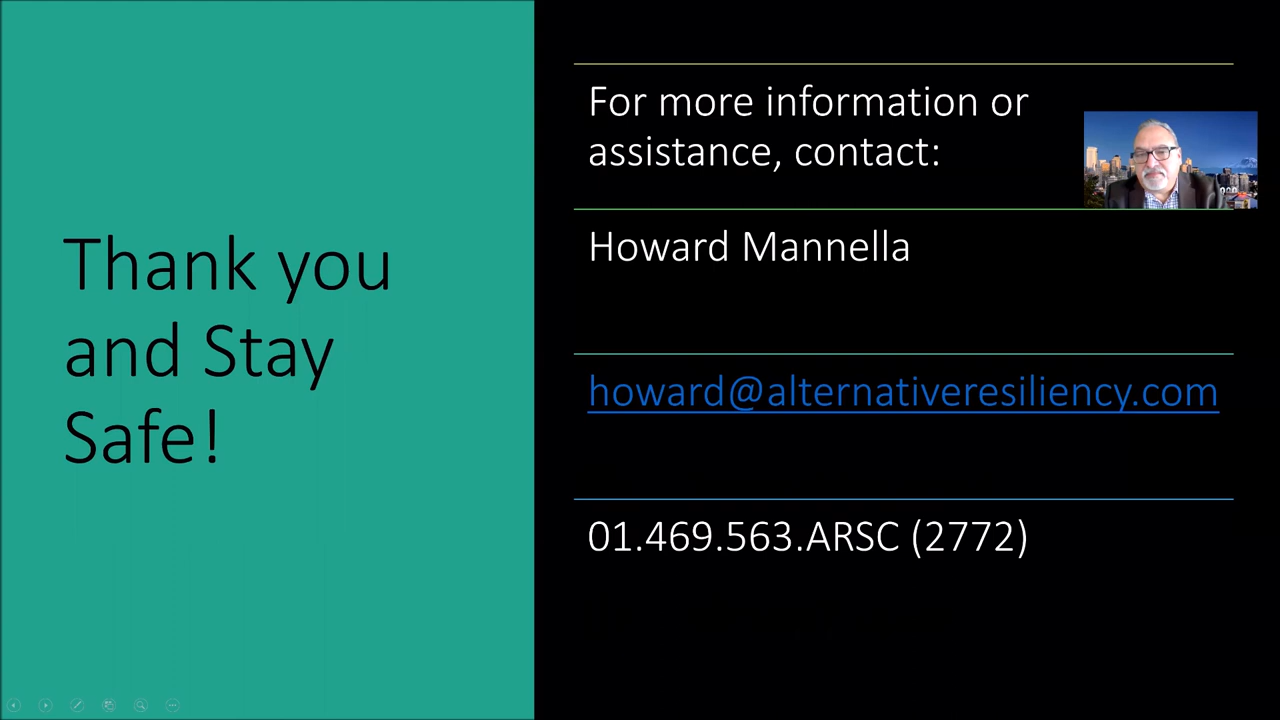 Thank you
and Stay
Safe!
For more information or
assistance, contact:
Howard Mannella
howard@alternativeresiliency.com
01.469.563.ARSC (2772)